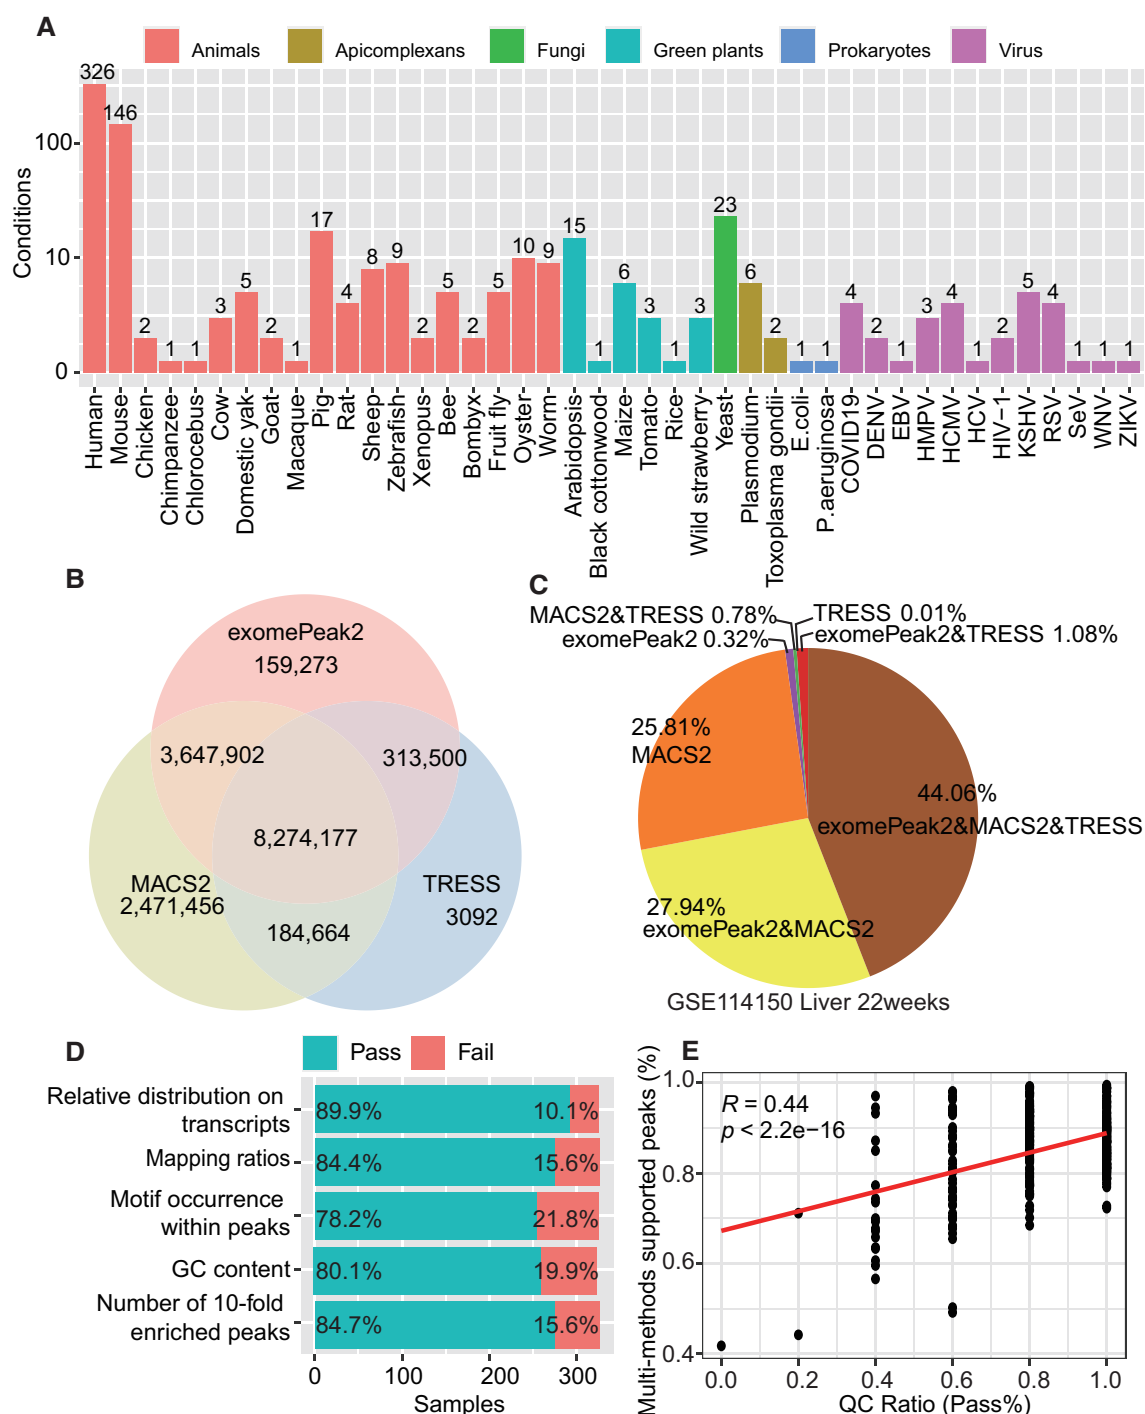 A
Animals Apicomplexans Fungi Green plants Prokaryotes Virus
Conditions
100
10
0
326 146 2 1 1 3 5 2 1 17 4 8 9 2 5 2 5 10 9 15 1 6 3 1 3 23 6 2 1 1 4 2 1 3 4 1 2 5 4 1 1 1
Human
Mouse
Chicken
Chimpanzee
Chlorocebus
Cow
Domestic yak
Goat
Macaque
Pig
Rat
Sheep
Zebrafish
Xenopus
Bee
Bombyx
Fruit fly
Oyster
Worm
Arabidopsis
Black cottonwood
Maize
Tomato
Rice
Wild strawberry
Yeast
Plasmodium
Toxoplasma gondii
E.coli
P.aeruginosa
COVID19
DENV
EBV
HMPV
HCMV
HCV
HIV−1
KSHV
RSV
SeV
WNV
ZIKV
B
exomePeak2
159,273
3,647,902
313,500
8,274,177
MACS2
2,471,456
TRESS
3092
184,664
C
MACS2&TRESS 0.78%
TRESS 0.01%
exomePeak2 0.32%
exomePeak2&TRESS 1.08%
25.81%
MACS2
44.06%
exomePeak2&MACS2&TRESS
27.94%
exomePeak2&MACS2
GSE114150 Liver 22weeks
D
Pass Fail
Relative distribution on
transcripts
89.9% 10.1%
Mapping ratios
84.4% 15.6%
Motif occurrence
within peaks
78.2% 21.8%
GC content
80.1% 19.9%
Number of 10-fold
enriched peaks
84.7% 15.6%
0 100 200 300
Samples
E
Multi-methods supported peaks (%)
1.0
0.8
0.6
0.4
R = 0.44
p < 2.2e−16
0.0 0.2 0.4 0.6 0.8 1.0
QC Ratio (Pass%)